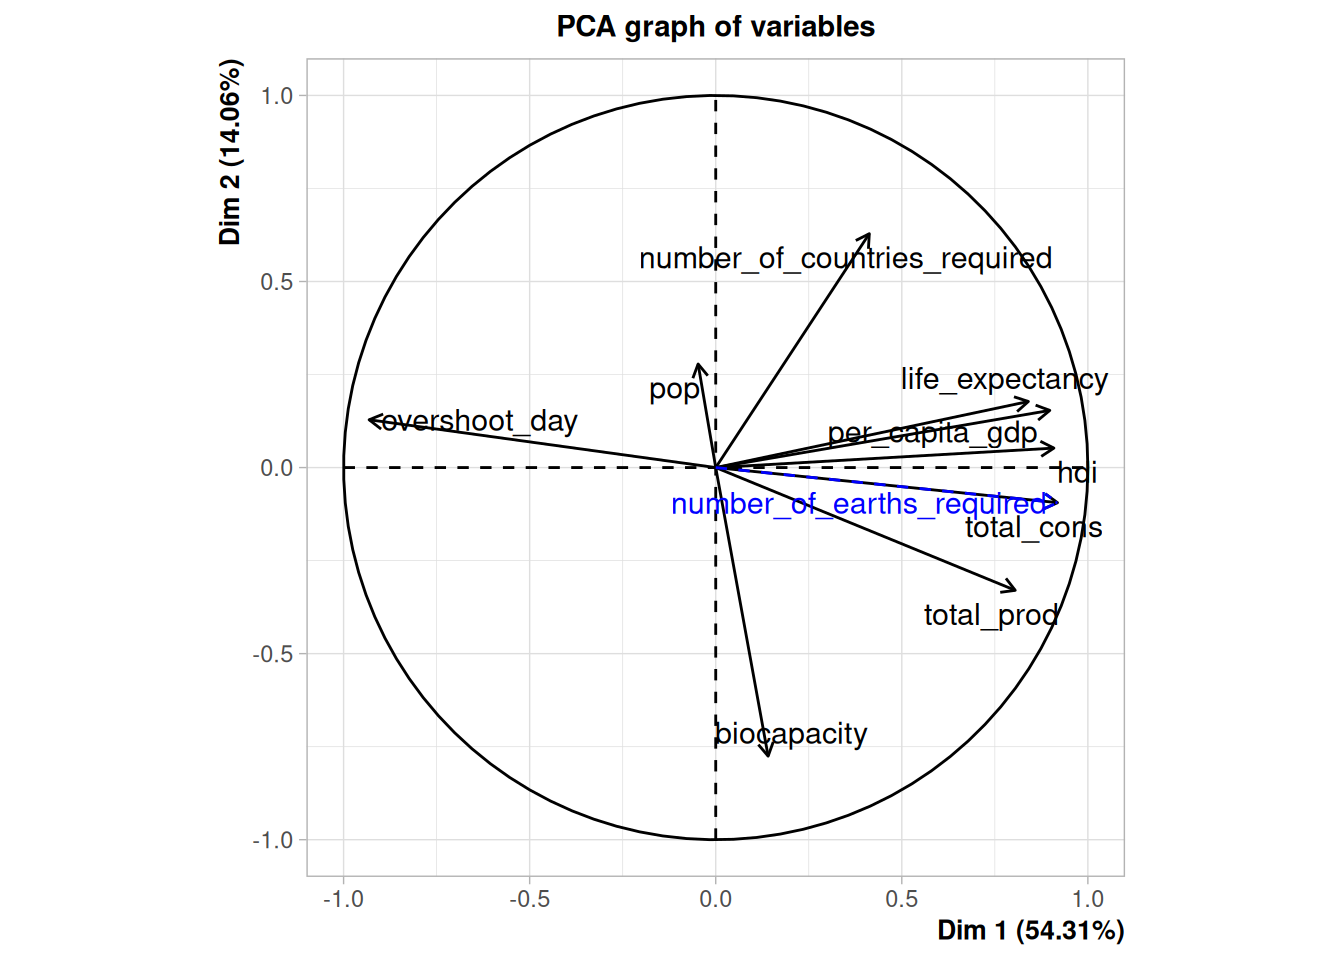 PCA graph of variables
Dim 2 (14.06%)
1.0
0.5
0.0
-0.5
-1.0
number_of_countries_required
life_expectancy
pop
overshoot_day
per_capita_gdp
hdi
number_of_earths_required
total_cons
total_prod
biocapacity
-1.0
-0.5
0.0
0.5
1.0
Dim 1 (54.31%)